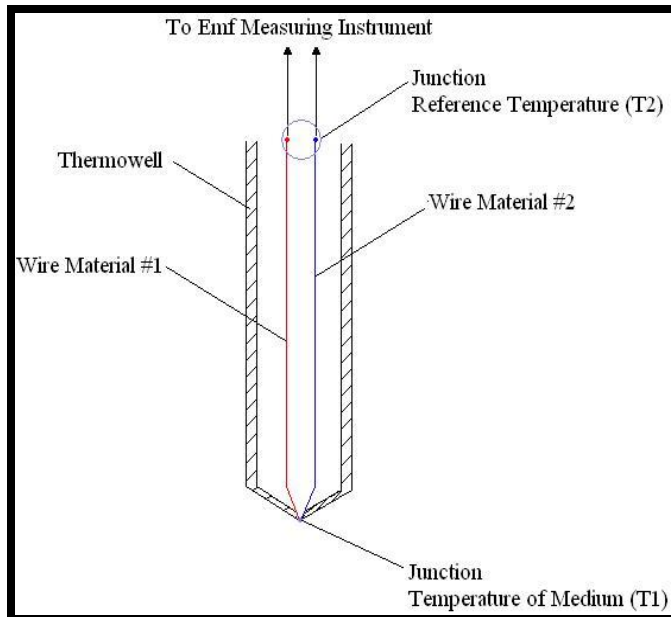 To Emf Measuring Instrument
Junction
Reference Temperature (T2)
Thermowell
Wire Material #2
Wire Material #1
Junction
Temperature of Medium (T1)